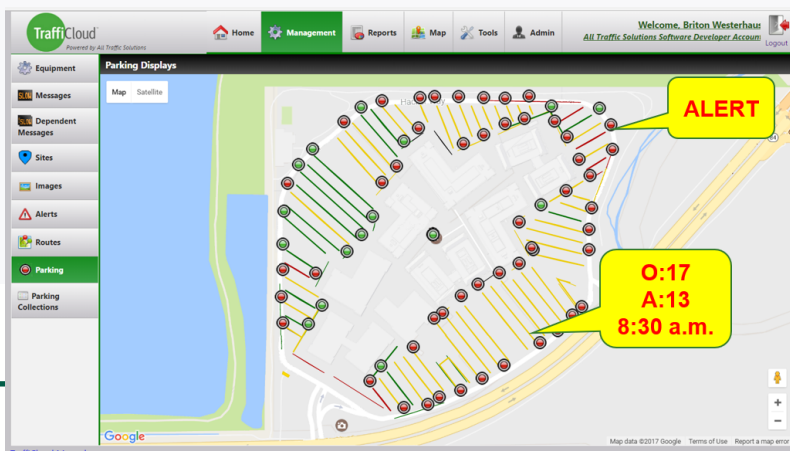 TraffiCloud
Powered by All Traffic Solutions
Home
Management
Reports
Map
Tools
Admin
Welcome, Briton Westerhaus
All Traffic Solutions Software Developer Accoun
Logout
Equipment
Messages
Dependent
Messages
Sites
Images
Alerts
Routes
Parking
Parking
Collections
Parking Displays
Map Satellite
ALERT
O:17
A:13
8:30 a.m.
Google
Map data ©2017 Google Terms of Use Report a map error